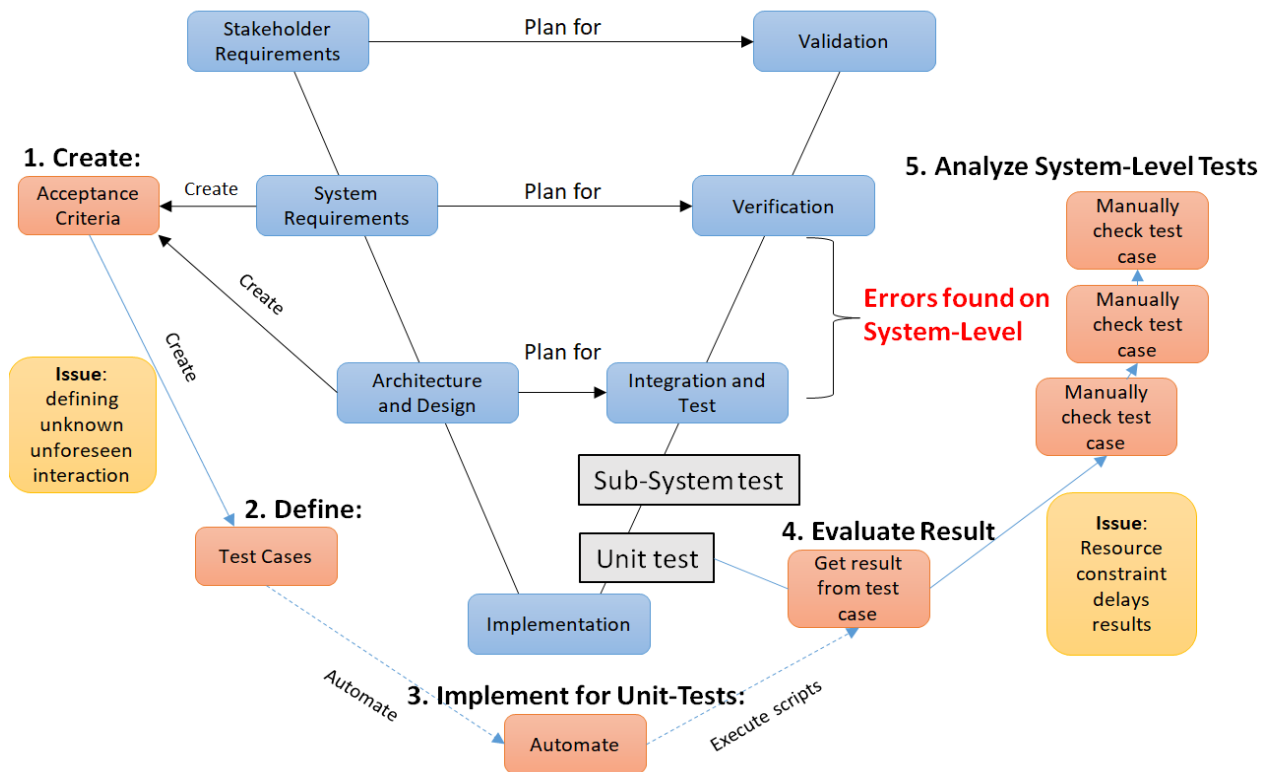 Stakeholder
Requirements
Plan for
Validation
1. Create:
Acceptance
Criteria
Create
System
Requirements
Plan for
Verification
5. Analyze System-Level Tests
Manually
check test
case
Manually
check test
case
Manually
check test
case
Errors found on
System-Level
Create
Create
Issue:
defining
unknown
unforeseen
interaction
Architecture
and Design
Plan for
Integration and
Test
Sub-System test
2. Define:
Test Cases
Unit test
4. Evaluate Result
Get result
from test
case
Issue:
Resource
constraint
delays
results
Implementation
Automate
3. Implement for Unit-Tests:
Automate
Execute scripts